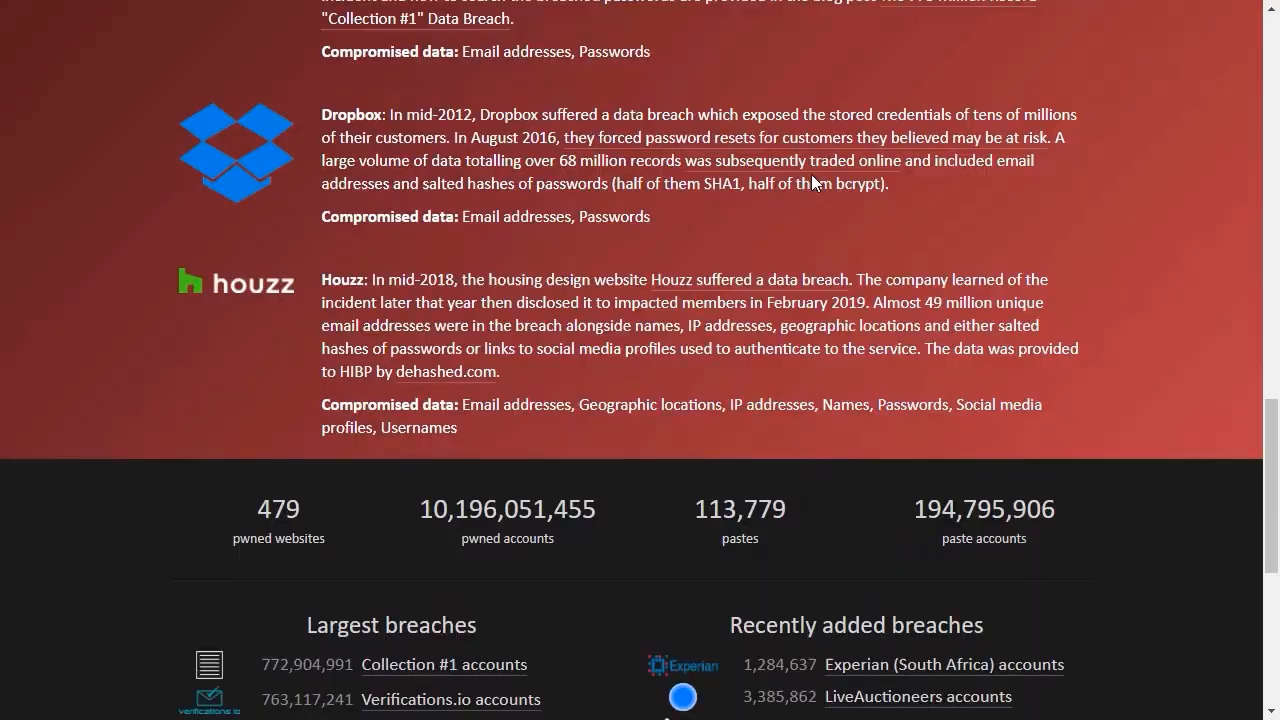 "Collection #1" Data Breach.
Compromised data: Email addresses, Passwords
Dropbox: In mid-2012, Dropbox suffered a data breach which exposed the stored credentials of tens of millions
of their customers. In August 2016, they forced password resets for customers they believed may be at risk. A
large volume of data totalling over 68 million records was subsequently traded online and included email
addresses and salted hashes of passwords (half of them SHA1, half of them bcrypt).
Compromised data: Email addresses, Passwords
houzz
Houzz: In mid-2018, the housing design website Houzz suffered a data breach. The company learned of the
incident later that year then disclosed it to impacted members in February 2019. Almost 49 million unique
email addresses were in the breach alongside names, IP addresses, geographic locations and either salted
hashes of passwords or links to social media profiles used to authenticate to the service. The data was provided
to HIBP by dehashed.com.
Compromised data: Email addresses, Geographic locations, IP addresses, Names, Passwords, Social media
profiles, Usernames
479 10,196,051,455 113,779 194,795,906
pwned websites pwned accounts pastes paste accounts
Largest breaches Recently added breaches
772,904,991 Collection #1 accounts Experian 1,284,637 Experian (South Africa) accounts
verifications.io 763,117,241 Verifications.io accounts 3,385,862 LiveAuctioneers accounts